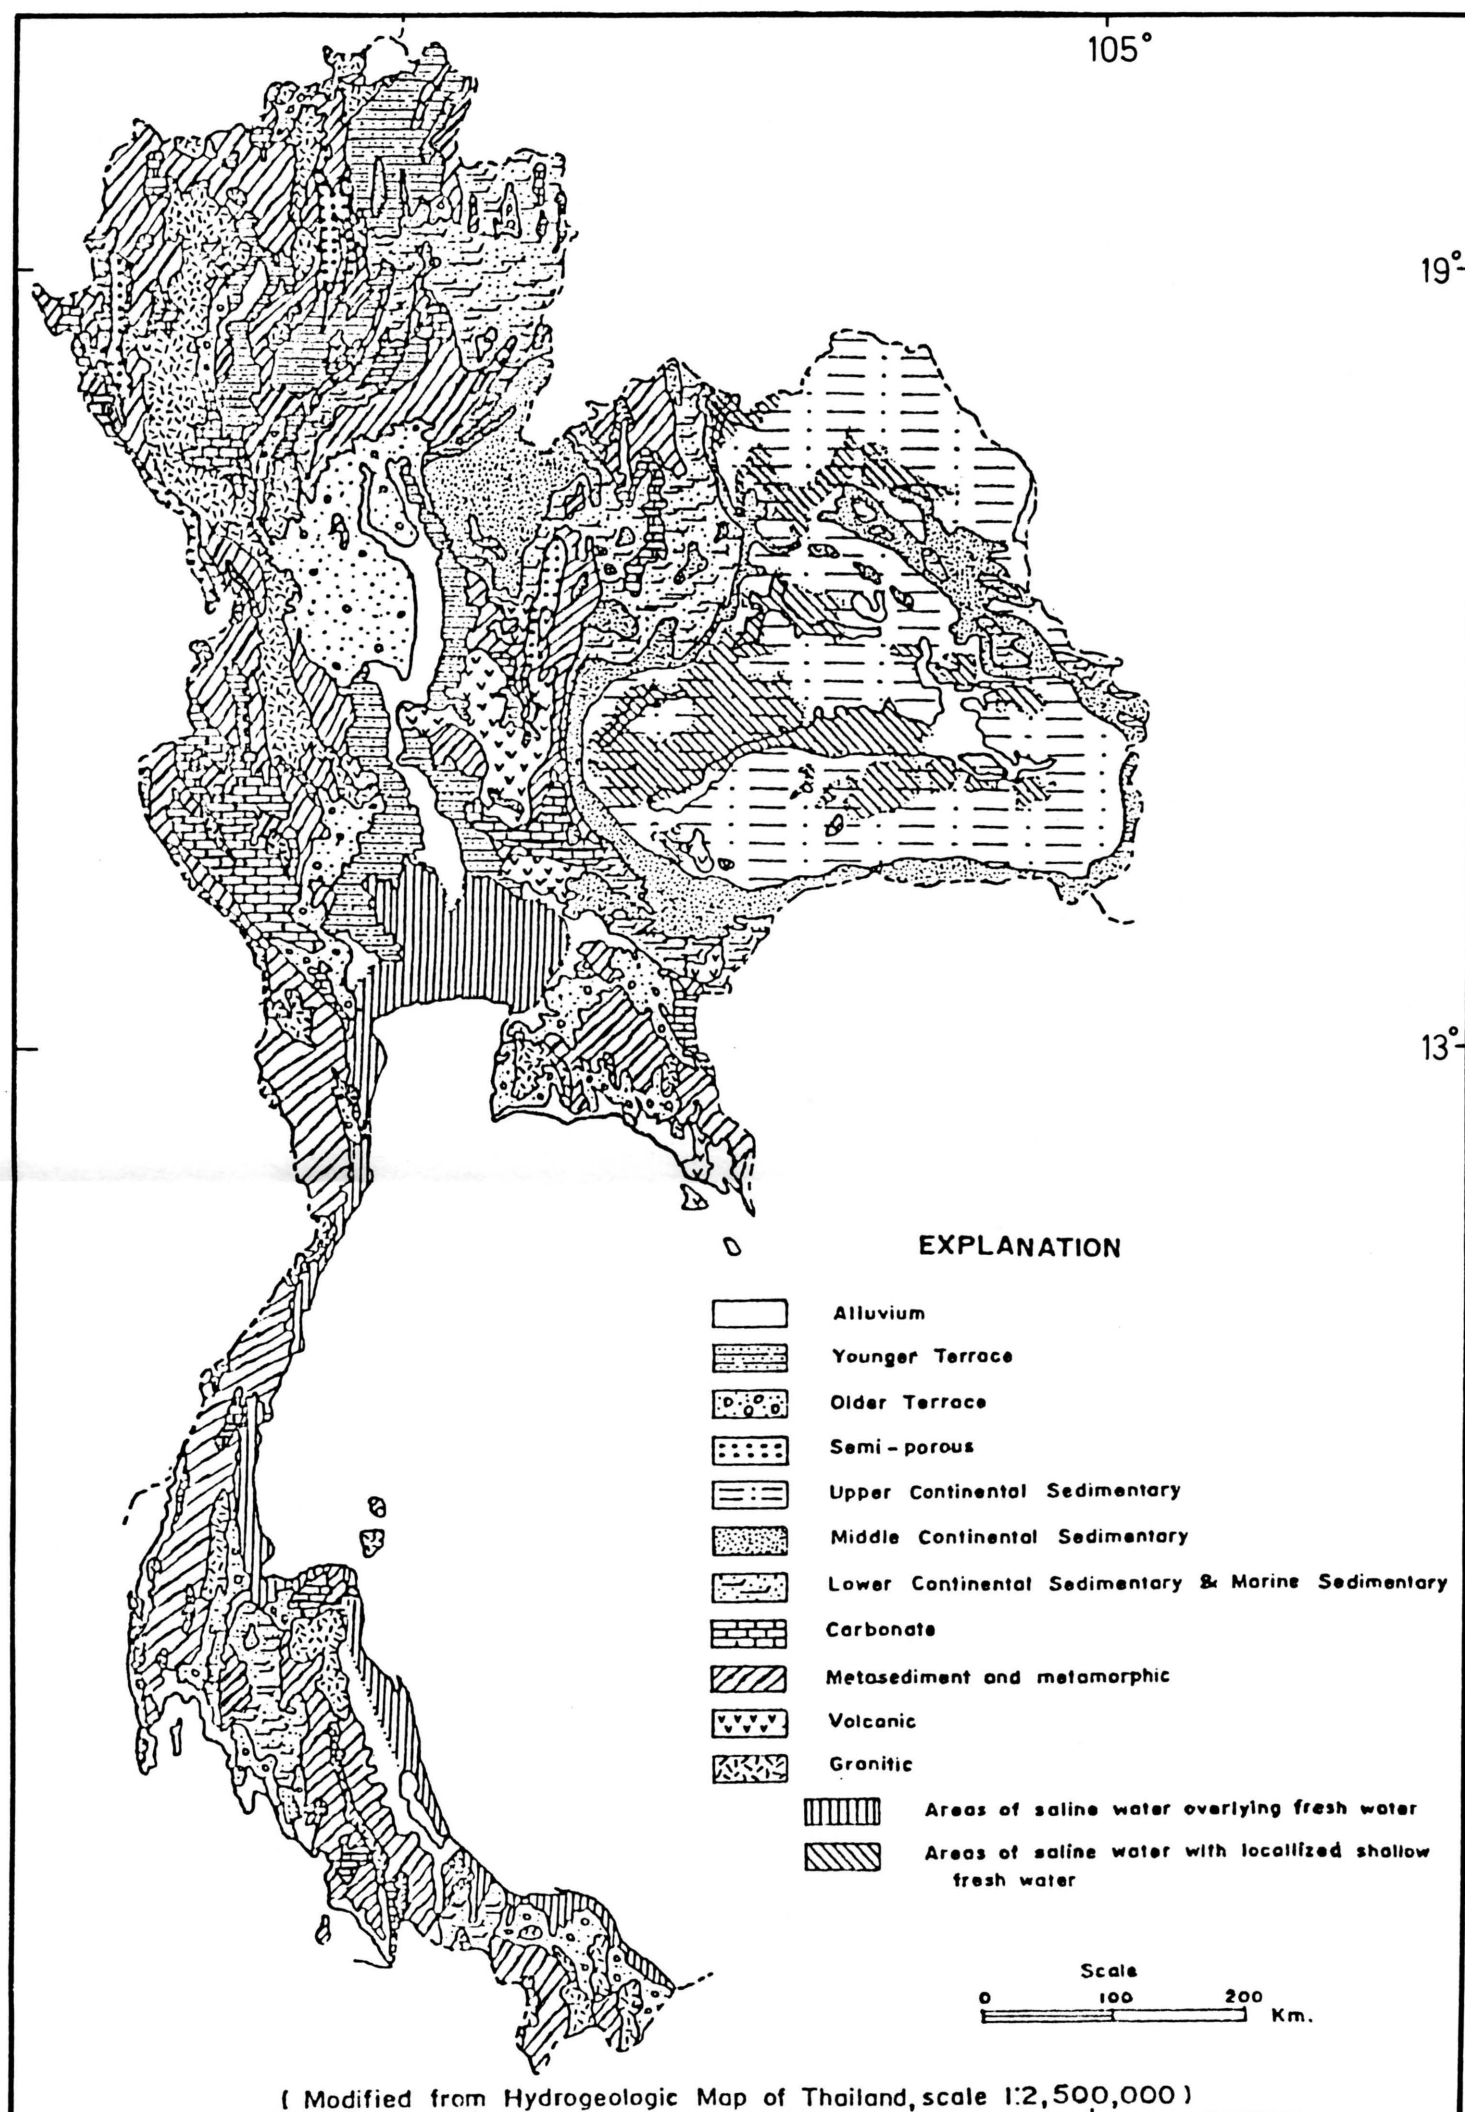 105°
19°
13°
EXPLANATION
Alluvium
Younger Terrace
Older Terrace
Semi-porous
Upper Continental Sedimentary
Middle Continental Sedimentary
Lower Continental Sedimentary & Marine Sedimentary
Carbonate
Metasediment and metamorphic
Volcanic
Granitic
Areas of saline water overlying fresh water
Areas of saline water with locallized shallow
fresh water
Scale
0 100 200
Km.
( Modified from Hydrogeologic Map of Thailand, scale 1:2,500,000 )